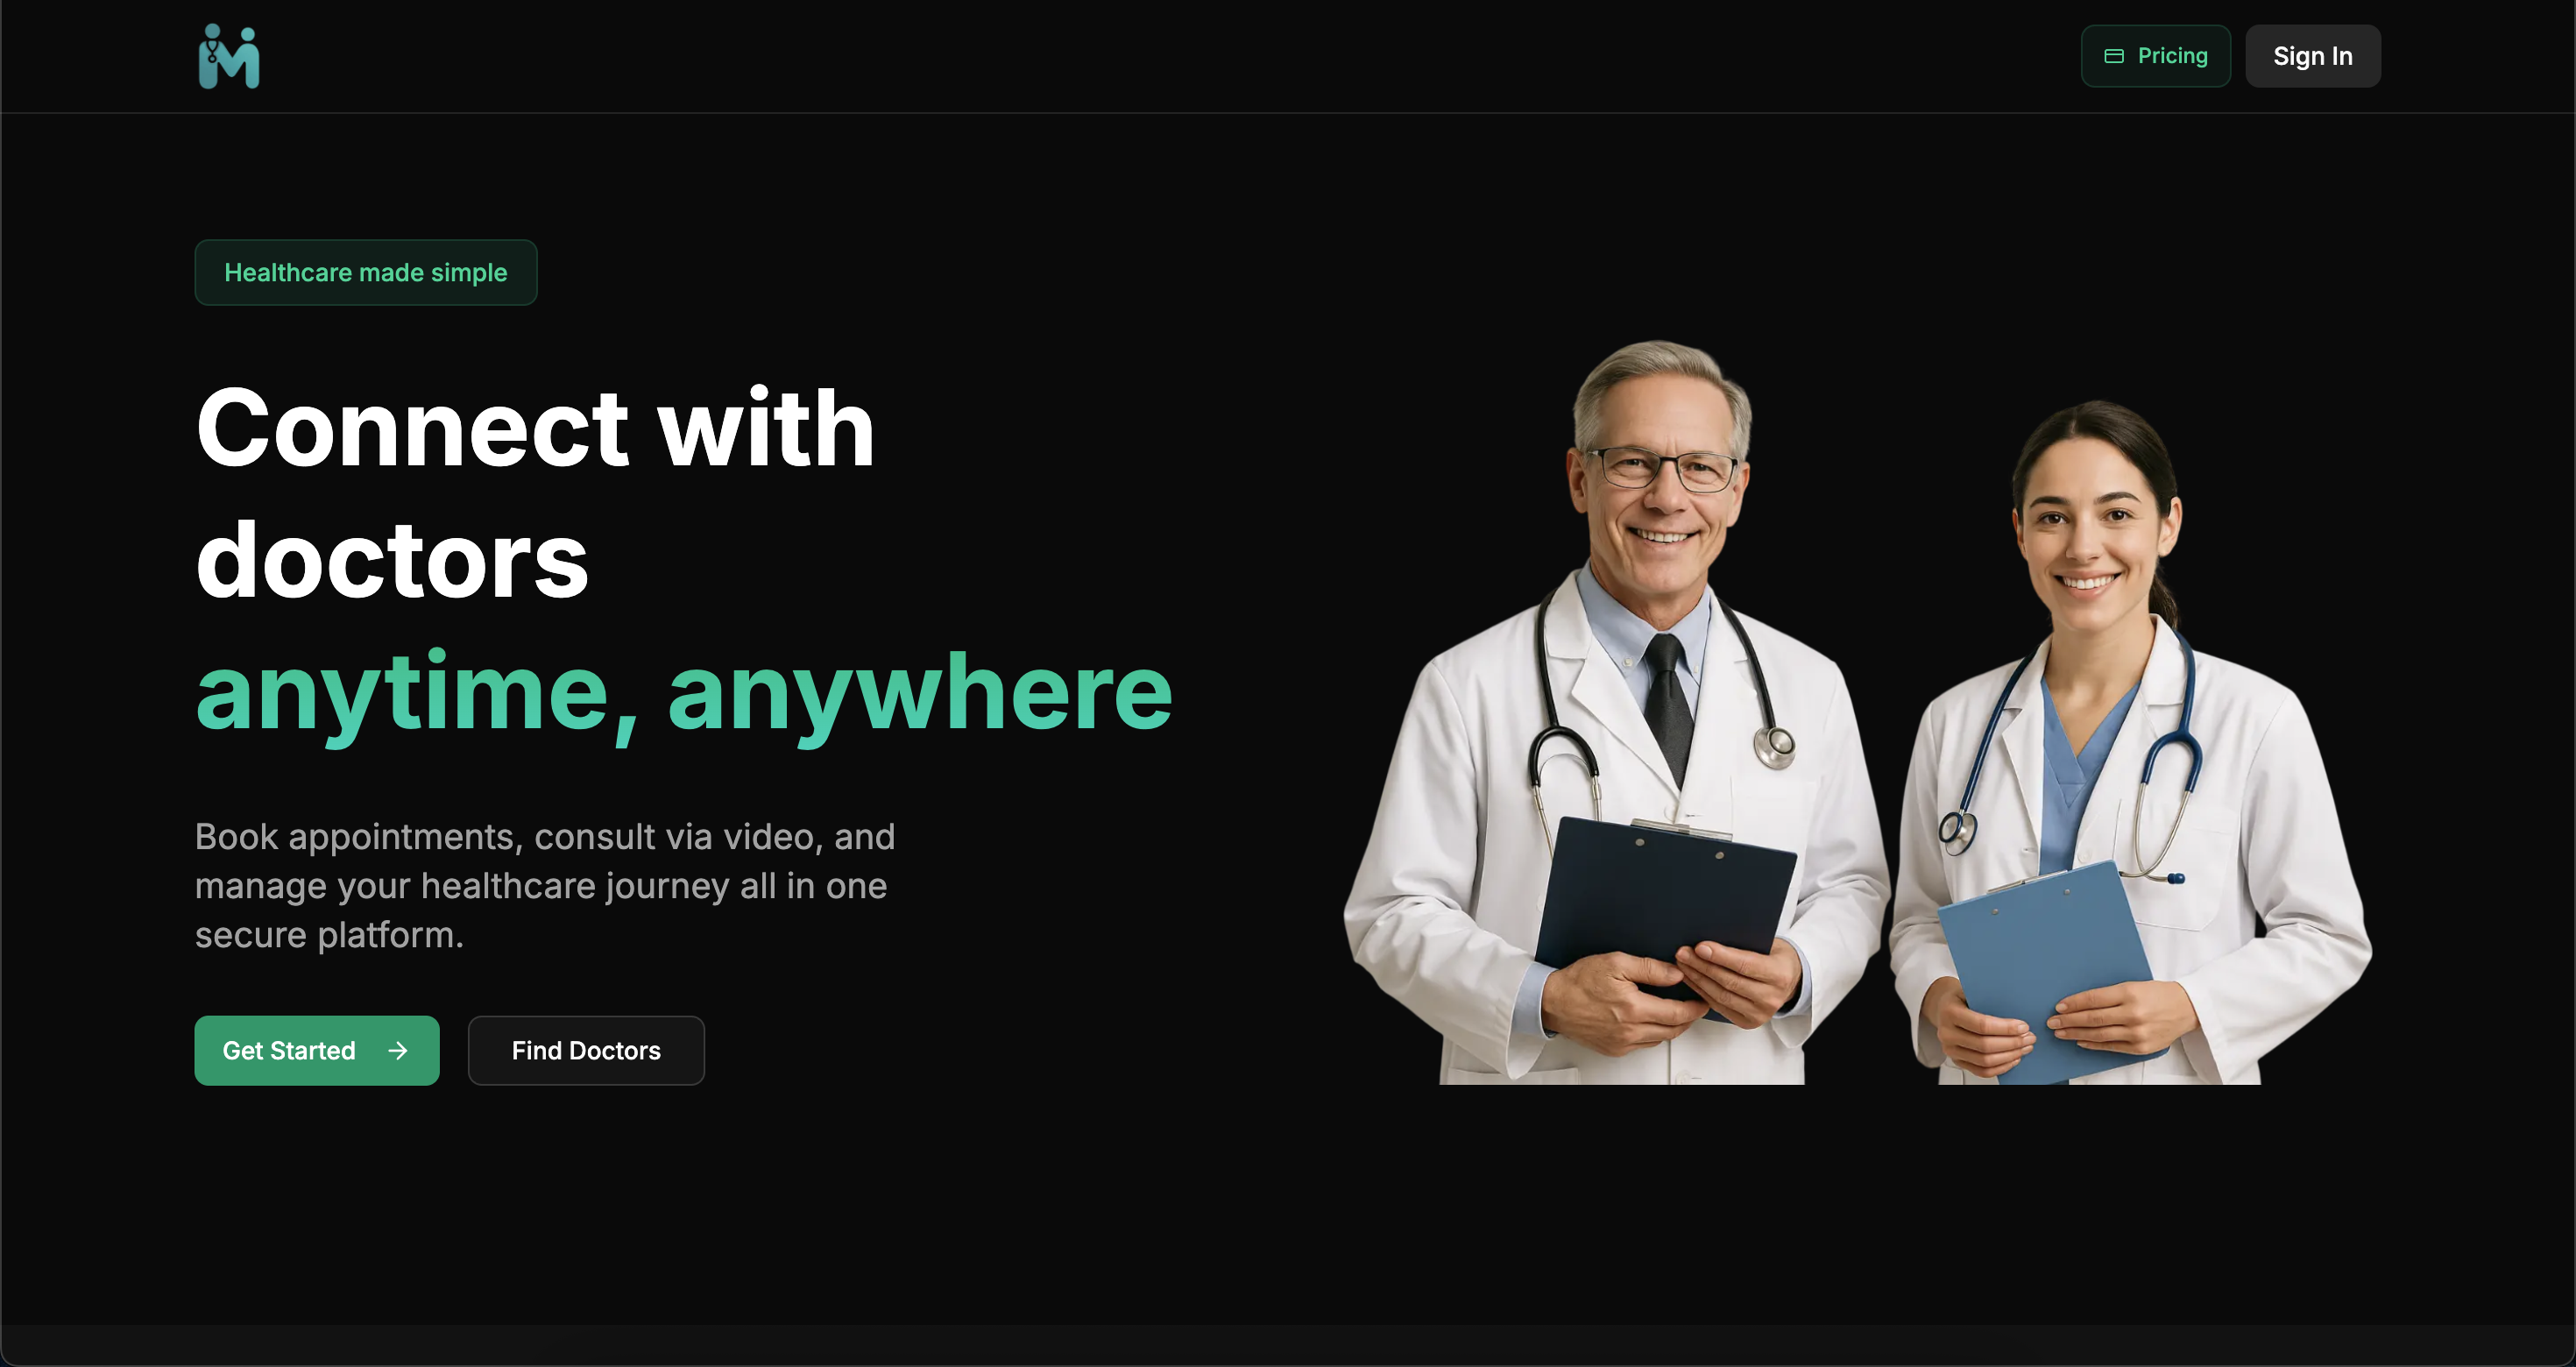 Pricing
Sign In
Healthcare made simple
Connect with
doctors
anytime, anywhere
Book appointments, consult via video, and
manage your healthcare journey all in one
secure platform.
Get Started
Find Doctors